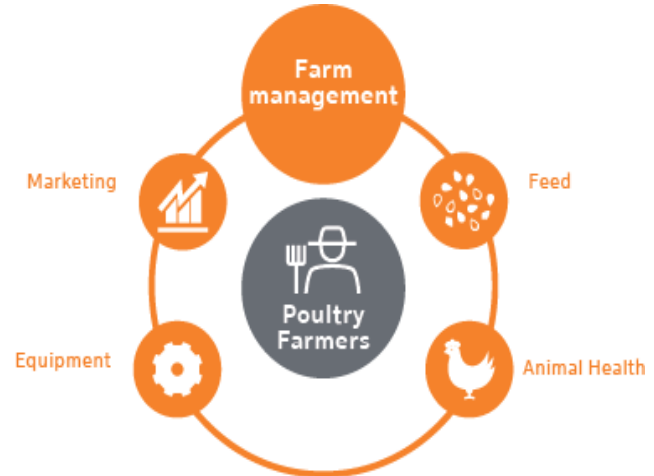 Farm
management
Marketing
Feed
Poultry
Farmers
Equipment
Animal Health